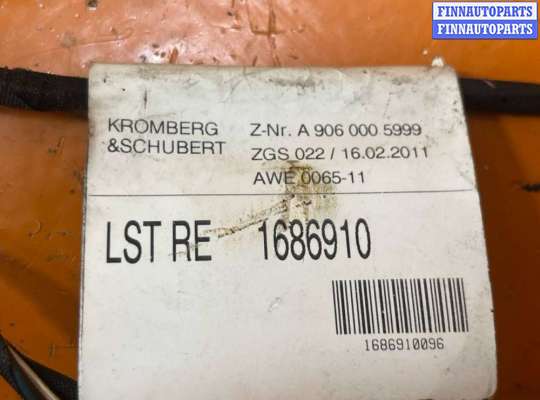 FINNAUTOPARTS
FINNAUTOPARTS
KROMBERG
&SCHUBERT
Z-Nr. A 906 000 5999
ZGS 022 / 16.02.2011
AWE 0065-11
LST RE 1686910
1686910096